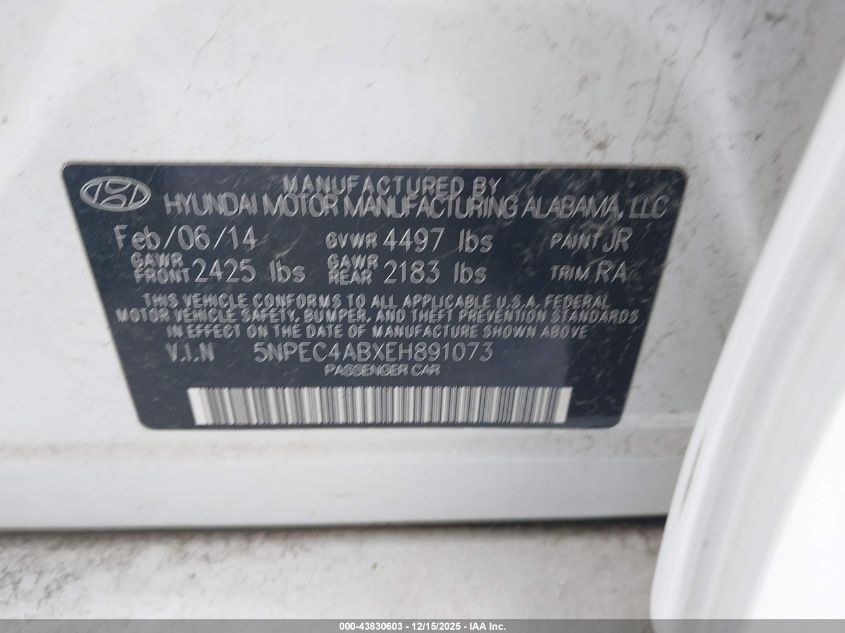 MANUFACTURED BY
HYUNDAI MOTOR MANUFACTURING ALABAMA, LLC
Feb/06/14 GVWR 4497 lbs PAINT JR
GAWR FRONT 2425 lbs GAWR REAR 2183 lbs TRIM RA
THIS VEHICLE CONFORMS TO ALL APPLICABLE U.S.A. FEDERAL
MOTOR VEHICLE SAFETY, BUMPER, AND THEFT PREVENTION STANDARDS
IN EFFECT ON THE DATE OF MANUFACTURE SHOWN ABOVE
V.I.N 5NPEC4ABXEH891073
PASSENGER CAR
000-43830603 - 12/15/2025 - IAA Inc.